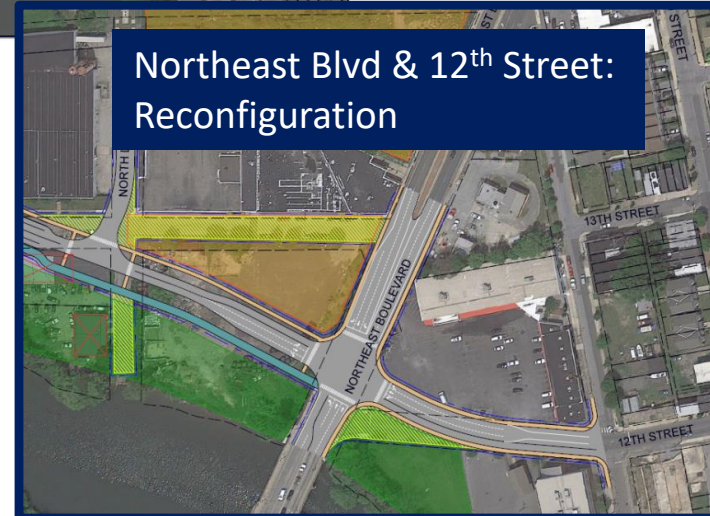 Northeast Blvd & 12th Street:
Reconfiguration
STREET
NORTH
13TH STREET
NORTHEAST BOULEVARD
12TH STREET